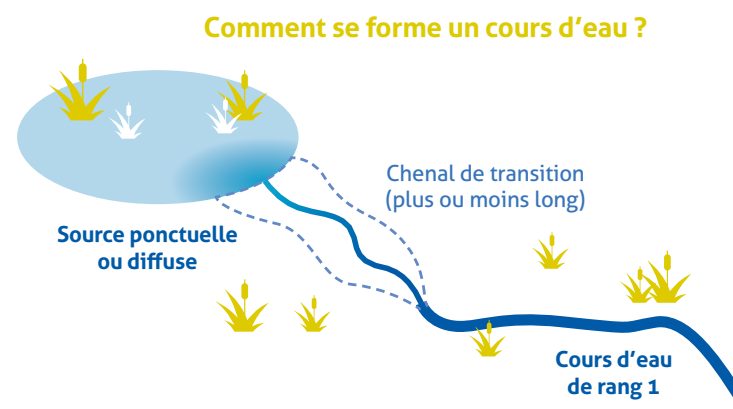 Comment se forme un cours d’eau ?
Chenal de transition
(plus ou moins long)
Source ponctuelle
ou diffuse
Cours d’eau
de rang 1